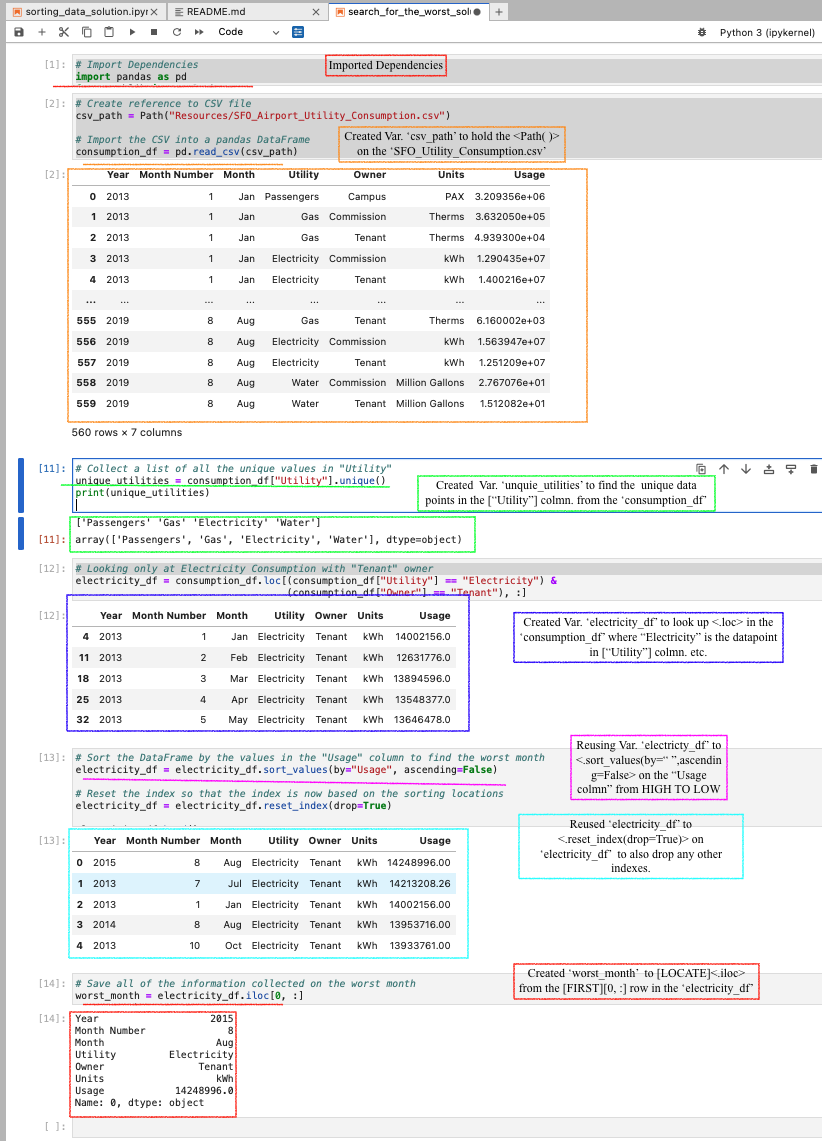 sorting_data_solution.ipyr
README.md
search_for_the_worst_sol
Code
Python 3 (ipykernel)
[1]:
# Import Dependencies
import pandas as pd
Imported Dependencies
[2]:
# Create reference to CSV file
csv_path = Path("Resources/SFO_Airport_Utility_Consumption.csv")
# Import the CSV into a pandas DataFrame
consumption_df = pd.read_csv(csv_path)
Created Var. ‘csv_path’ to hold the <Path( )>
on the ‘SFO_Utility_Consumption.csv’
[2]:
Year Month Number Month Utility Owner Units Usage
0 2013 1 Jan Passengers Campus PAX 3.209356e+06
1 2013 1 Jan Gas Commission Therms 3.632050e+05
2 2013 1 Jan Gas Tenant Therms 4.939300e+04
3 2013 1 Jan Electricity Commission kWh 1.290435e+07
4 2013 1 Jan Electricity Tenant kWh 1.400216e+07
... ... ... ... ... ... ... ...
555 2019 8 Aug Gas Tenant Therms 6.160002e+03
556 2019 8 Aug Electricity Commission kWh 1.563947e+07
557 2019 8 Aug Electricity Tenant kWh 1.251209e+07
558 2019 8 Aug Water Commission Million Gallons 2.767076e+01
559 2019 8 Aug Water Tenant Million Gallons 1.512082e+01
560 rows × 7 columns
[11]:
# Collect a list of all the unique values in "Utility"
unique_utilities = consumption_df["Utility"].unique()
print(unique_utilities)
Created Var. ‘unquie_utilities’ to find the unique data
points in the [“Utility”] colmn. from the ‘consumption_df’
['Passengers' 'Gas' 'Electricity' 'Water']
[11]:
array(['Passengers', 'Gas', 'Electricity', 'Water'], dtype=object)
[12]:
# Looking only at Electricity Consumption with "Tenant" owner
electricity_df = consumption_df.loc[(consumption_df["Utility"] == "Electricity") &
(consumption_df["Owner"] == "Tenant"), :]
[12]:
Year Month Number Month Utility Owner Units Usage
4 2013 1 Jan Electricity Tenant kWh 14002156.0
11 2013 2 Feb Electricity Tenant kWh 12631776.0
18 2013 3 Mar Electricity Tenant kWh 13894596.0
25 2013 4 Apr Electricity Tenant kWh 13548377.0
32 2013 5 May Electricity Tenant kWh 13646478.0
Created Var. ‘electricity_df’ to look up <.loc> in the
‘consumption_df’ where “Electricity” is the datapoint
in [“Utility”] colmn. etc.
[13]:
# Sort the DataFrame by the values in the "Usage" column to find the worst month
electricity_df = electricity_df.sort_values(by="Usage", ascending=False)
# Reset the index so that the index is now based on the sorting locations
electricity_df = electricity_df.reset_index(drop=True)
Reusing Var. ‘electricty_df’ to
<.sort_values(by=“ ”,ascendin
g=False> on the “Usage
colmn” from HIGH TO LOW
Reused ‘electricity_df’ to
<.reset_index(drop=True)> on
‘electricity_df’ to also drop any other
indexes.
[13]:
Year Month Number Month Utility Owner Units Usage
0 2015 8 Aug Electricity Tenant kWh 14248996.00
1 2013 7 Jul Electricity Tenant kWh 14213208.26
2 2013 1 Jan Electricity Tenant kWh 14002156.00
3 2014 8 Aug Electricity Tenant kWh 13953716.00
4 2013 10 Oct Electricity Tenant kWh 13933761.00
[14]:
# Save all of the information collected on the worst month
worst_month = electricity_df.iloc[0, :]
Created ‘worst_month’ to [LOCATE]<.iloc>
from the [FIRST][0, :] row in the ‘electricity_df’
[14]:
Year 2015
Month Number 8
Month Aug
Utility Electricity
Owner Tenant
Units kWh
Usage 14248996.0
Name: 0, dtype: object
[ ]: